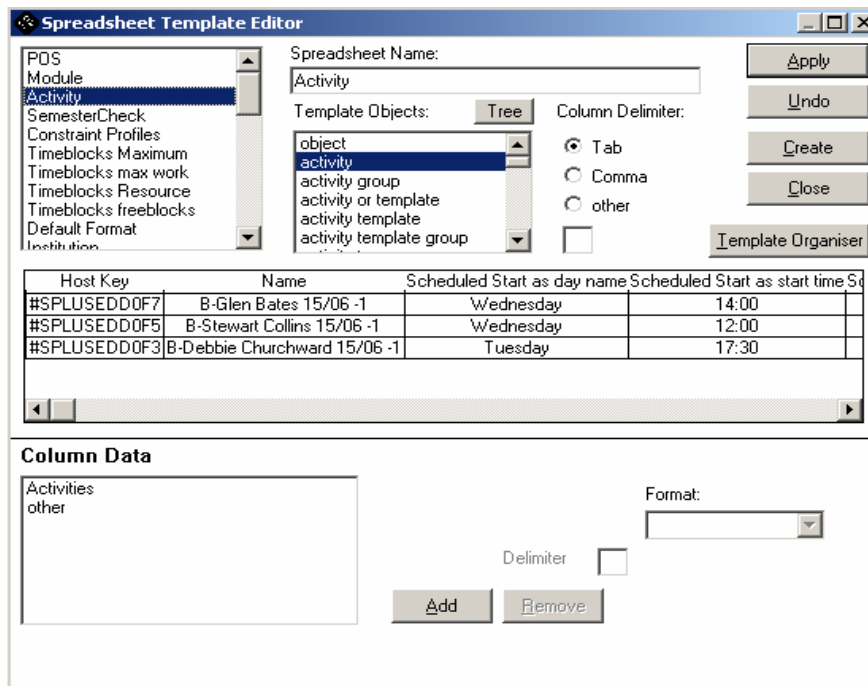 Spreadsheet Template Editor
POS
Module
Activity
SemesterCheck
Constraint Profiles
Timeblocks Maximum
Timeblocks max work
Timeblocks Resource
Timeblocks freeblocks
Default Format
Institution
Spreadsheet Name:
Activity
Template Objects:
Tree
object
activity
activity group
activity or template
activity template
activity template group
Column Delimiter:
Tab
Comma
other
Apply
Undo
Create
Close
Template Organiser
Host Key Name Scheduled Start as day name Scheduled Start as start time Sc
#SPLUSEDD0F7 B-Glen Bates 15/06 -1 Wednesday 14:00
#SPLUSEDD0F5 B-Stewart Collins 15/06 -1 Wednesday 12:00
#SPLUSEDD0F3 B-Debbie Churchward 15/06 -1 Tuesday 17:30
Column Data
Activities
other
Format:
Delimiter
Add
Remove